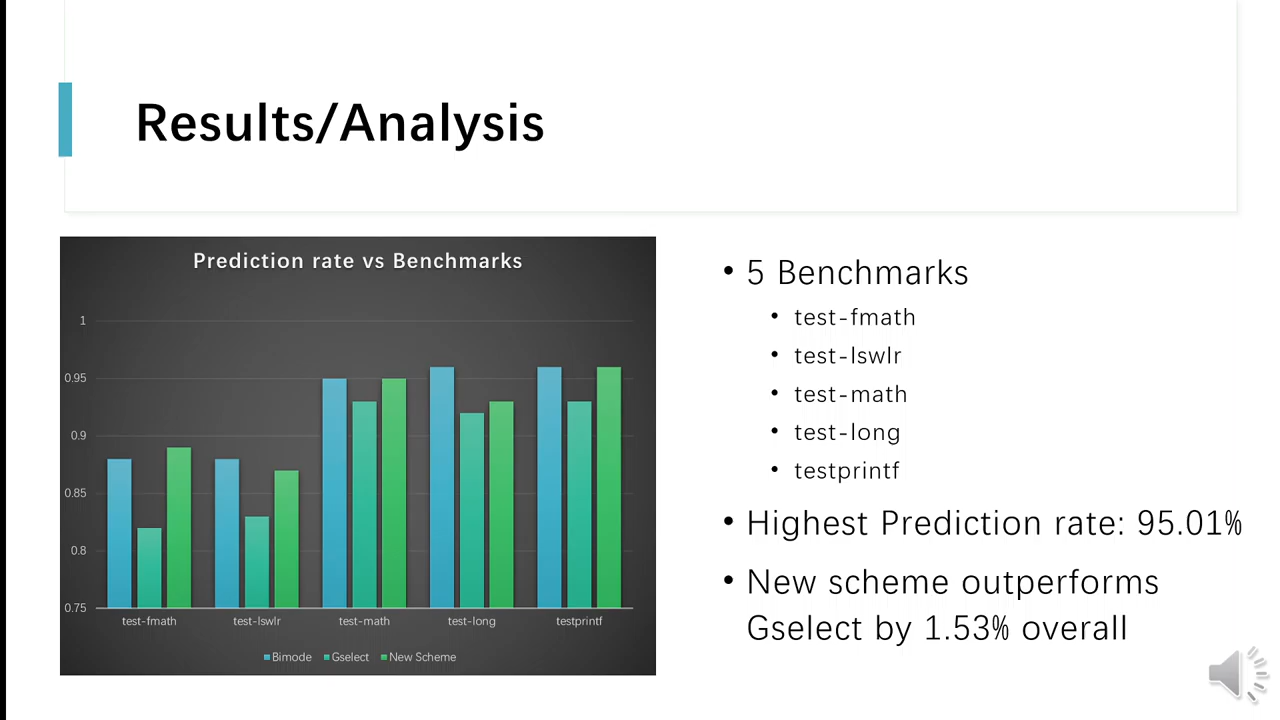 Results/Analysis
Prediction rate vs Benchmarks
1
0.95
0.9
0.85
0.8
0.75
test-fmath test-lswlr test-math test-long testprintf
Bimode Gselect New Scheme
• 5 Benchmarks
• test-fmath
• test-lswlr
• test-math
• test-long
• testprintf
• Highest Prediction rate: 95.01%
• New scheme outperforms
Gselect by 1.53% overall